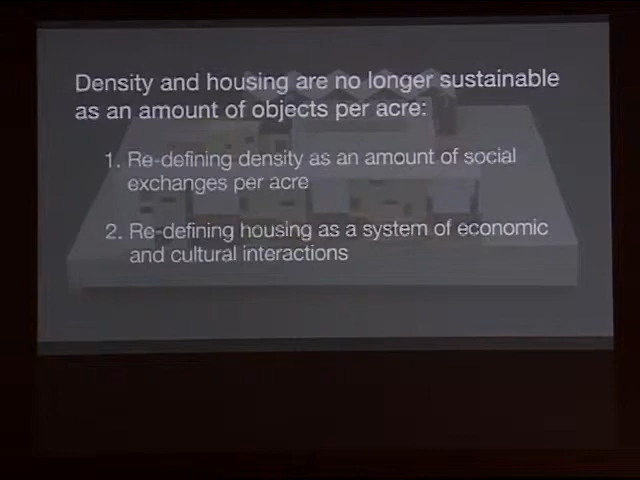 Density and housing are no longer sustainable
as an amount of objects per acre:
1. Re-defining density as an amount of social
exchanges per acre
2. Re-defining housing as a system of economic
and cultural interactions